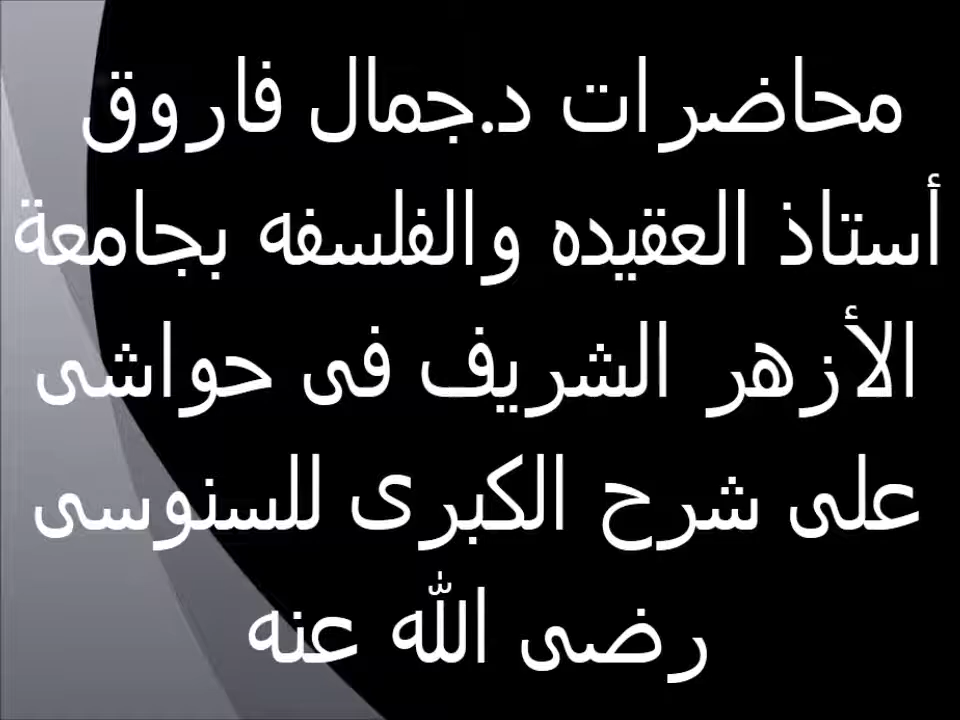 محاضرات د.جمال فاروق
أستاذ العقيده والفلسفه بجامعة
الأزهر الشريف فى حواشى
على شرح الكبرى للسنوسى
رضى الله عنه